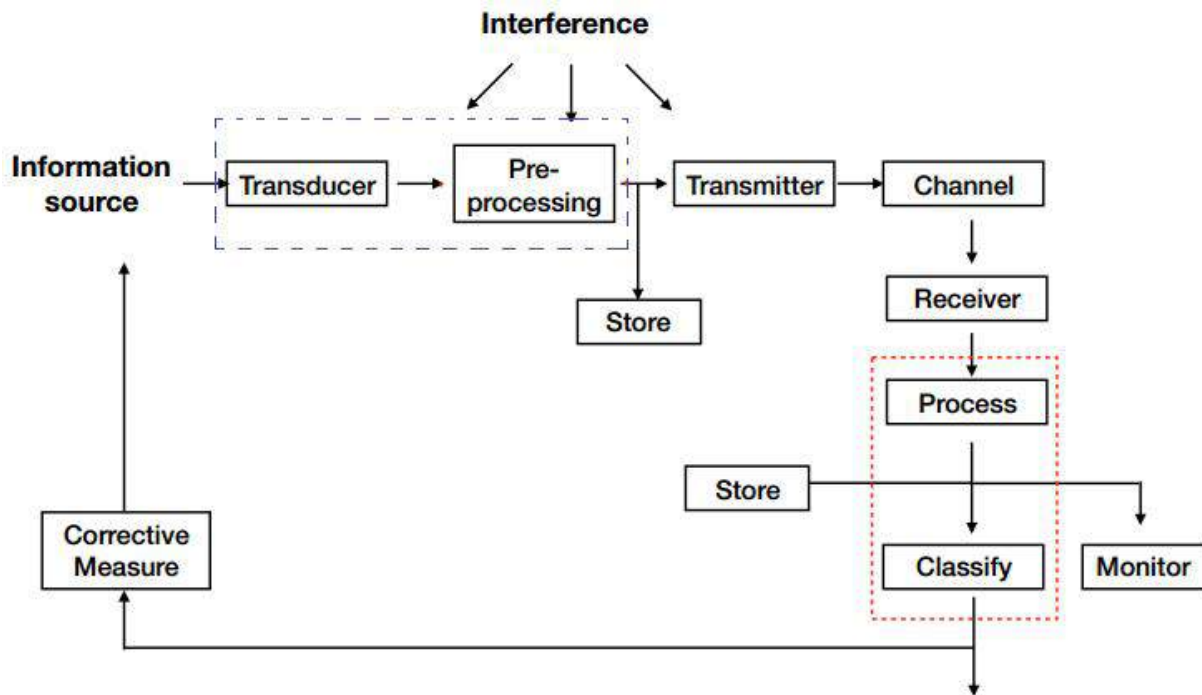 Interference
Information
source
Transducer
Pre-
processing
Transmitter
Channel
Receiver
Store
Process
Store
Corrective
Measure
Classify
Monitor